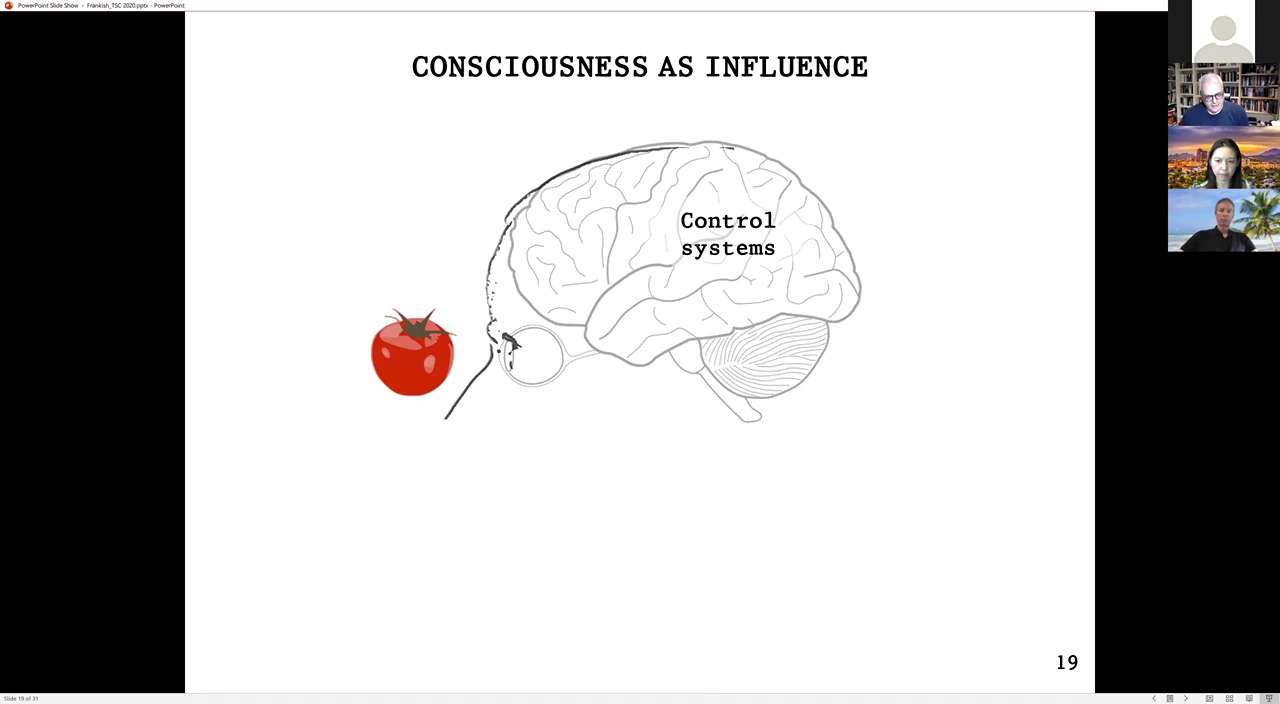 PowerPoint Slide Show - Frankish_TSC 2020.pptx - PowerPoint
CONSCIOUSNESS AS INFLUENCE
Control
systems
19
Slide 19 of 31